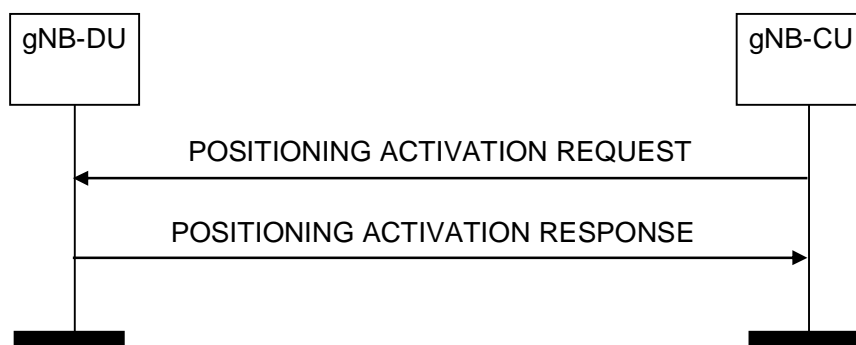 gNB-DU
gNB-CU
POSITIONING ACTIVATION REQUEST
POSITIONING ACTIVATION RESPONSE